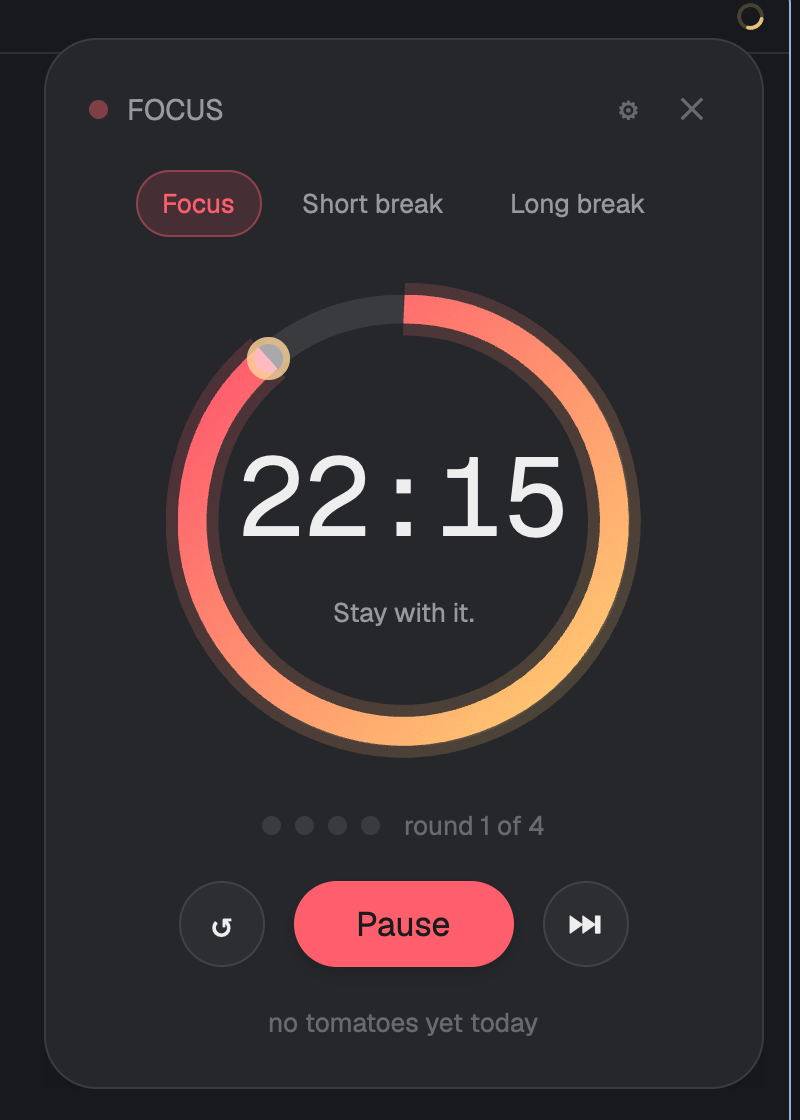 FOCUS
Focus Short break Long break
22:15
Stay with it.
round 1 of 4
Pause
no tomatoes yet today